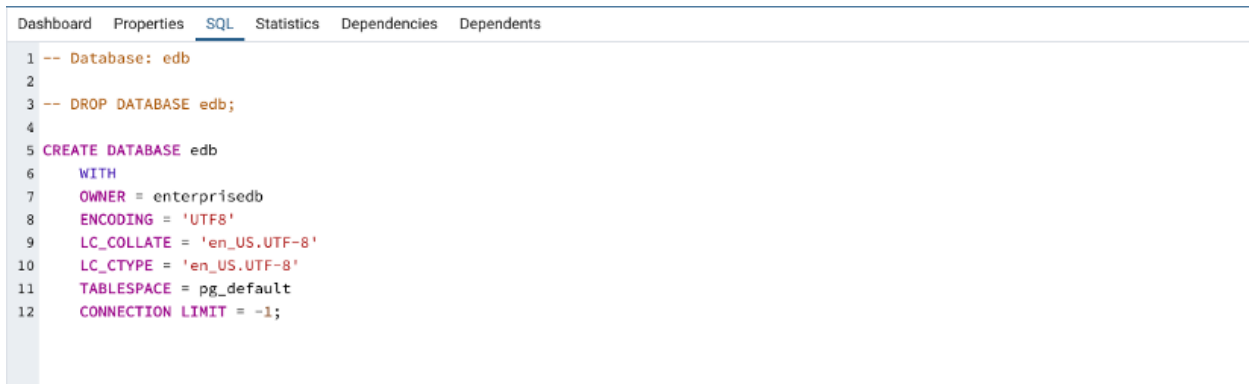 Dashboard Properties SQL Statistics Dependencies Dependents
1 -- Database: edb
2
3 -- DROP DATABASE edb;
4
5 CREATE DATABASE edb
6     WITH
7     OWNER = enterprisedb
8     ENCODING = 'UTF8'
9     LC_COLLATE = 'en_US.UTF-8'
10     LC_CTYPE = 'en_US.UTF-8'
11     TABLESPACE = pg_default
12     CONNECTION LIMIT = -1;